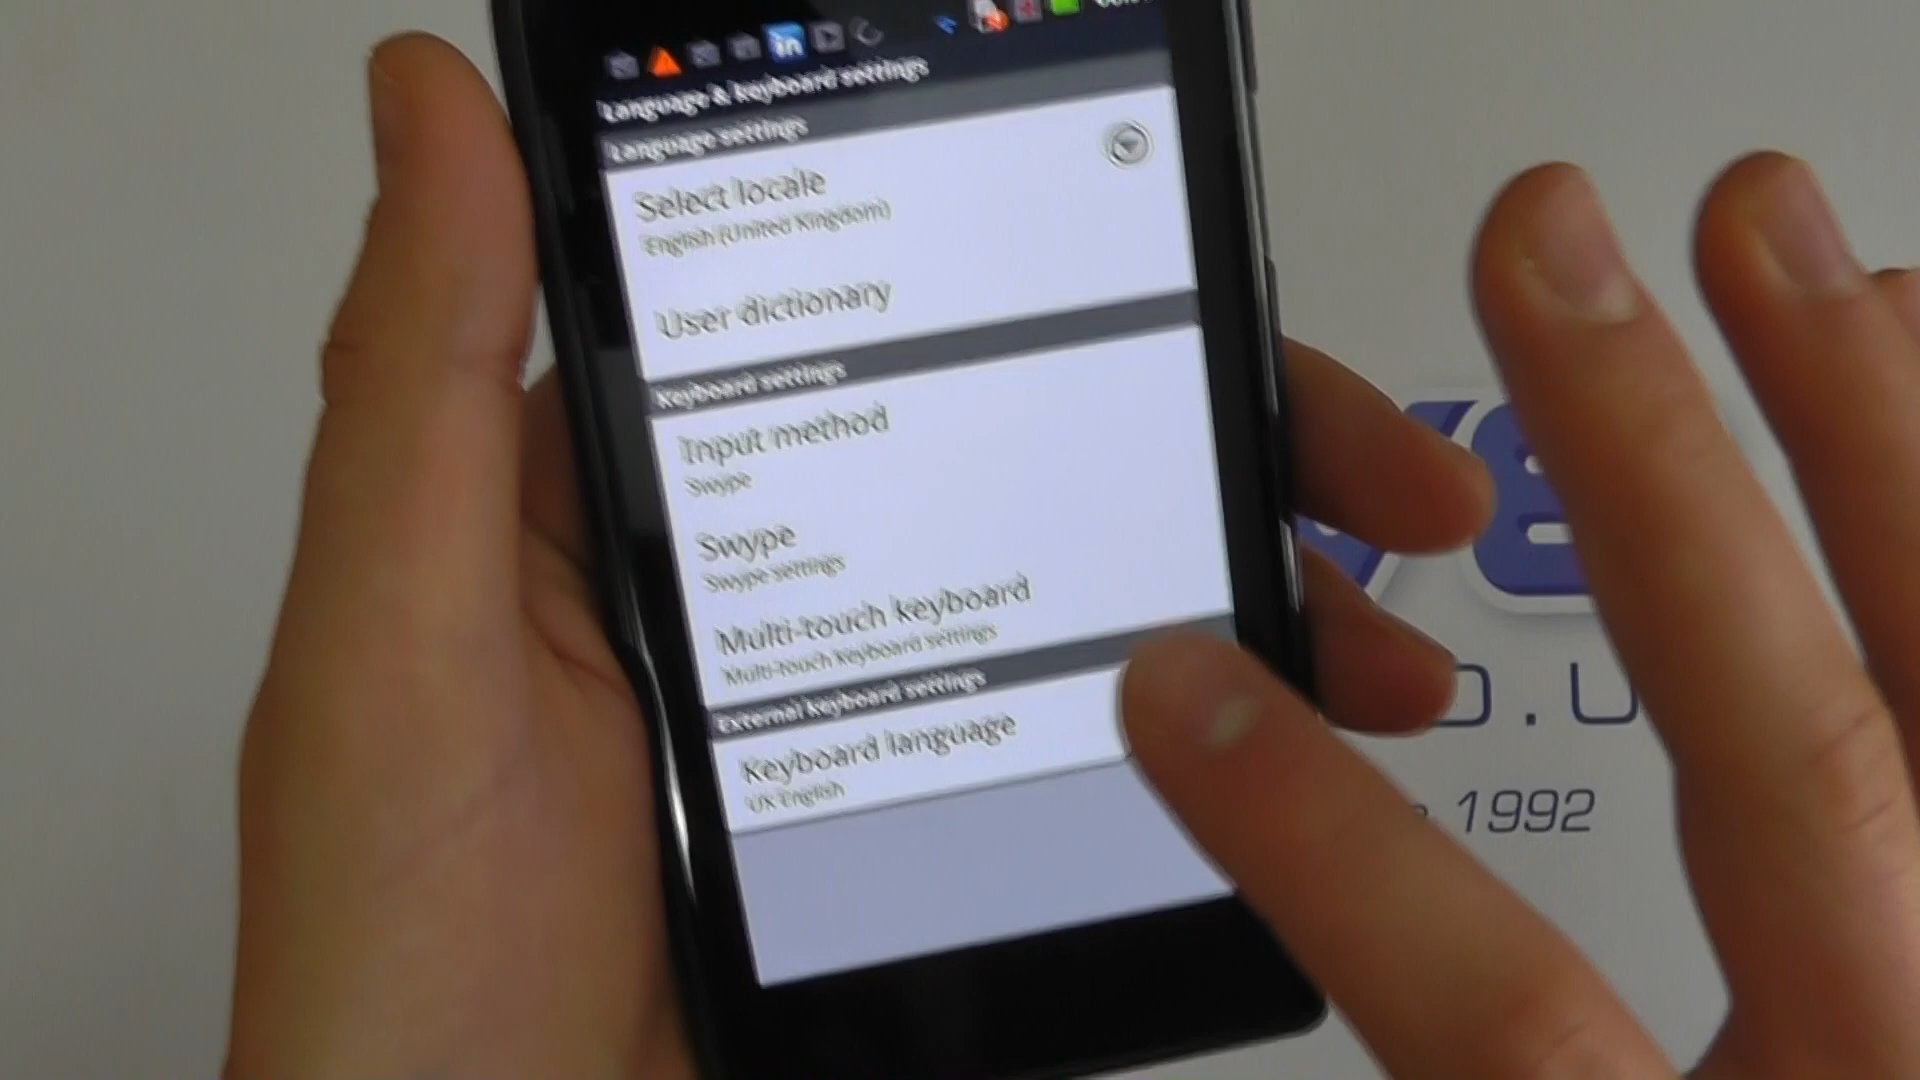 in
Language & keyboard settings
Language settings
Select locale
English (United Kingdom)
User dictionary
Keyboard settings
Input method
Swype
Swype
Swype settings
Multi-touch keyboard
Multi-touch keyboard settings
External keyboard settings
Keyboard language
UK English
O.U
1992